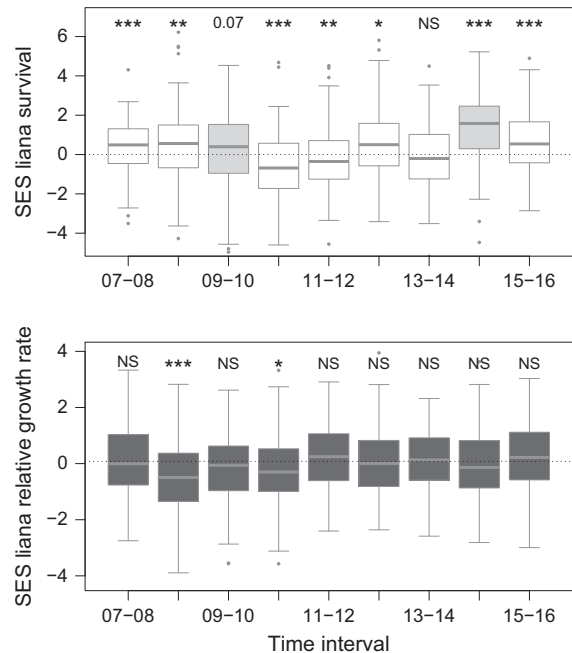 *** ** 0.07 *** ** * NS *** ***
6
4
2
0
−2
−4
SES liana survival
07−08 09−10 11−12 13−14 15−16
NS *** NS * NS NS NS NS NS
4
2
0
−2
−4
SES liana relative growth rate
07−08 09−10 11−12 13−14 15−16
Time interval